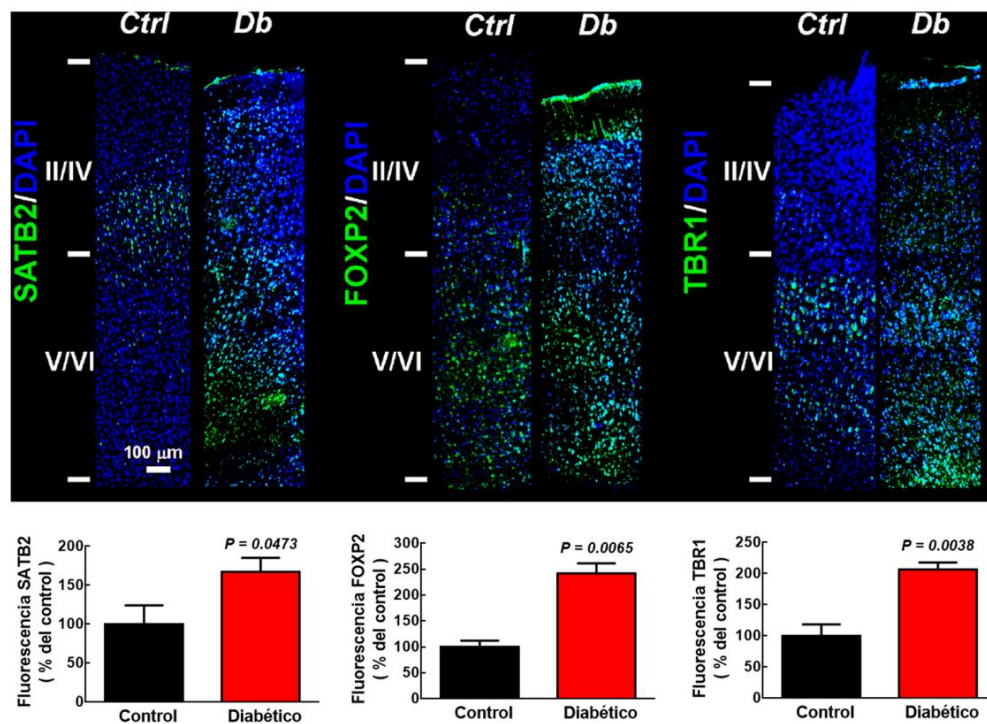 Ctrl Db
SATB2/DAPI
II/IV
V/VI
100 µm
Ctrl Db
FOXP2/DAPI
II/IV
V/VI
Ctrl Db
TBR1/DAPI
II/IV
V/VI
Fluorescencia SATB2
( % del control )
200
150
100
50
0
P = 0.0473
Control Diabético
Fluorescencia FOXP2
( % del control )
300
250
200
150
100
50
0
P = 0.0065
Control Diabético
Fluorescencia TBR1
( % del control )
250
200
150
100
50
0
P = 0.0038
Control Diabético